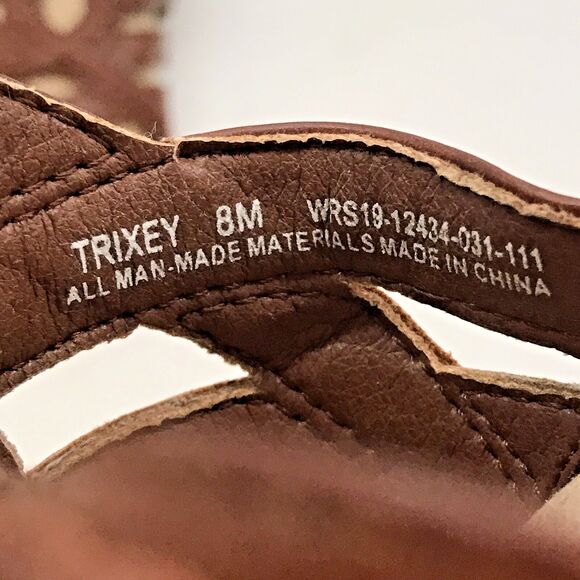 TRIXEY 8M WRS19-12434-031-111
ALL MAN-MADE MATERIALS MADE IN CHINA